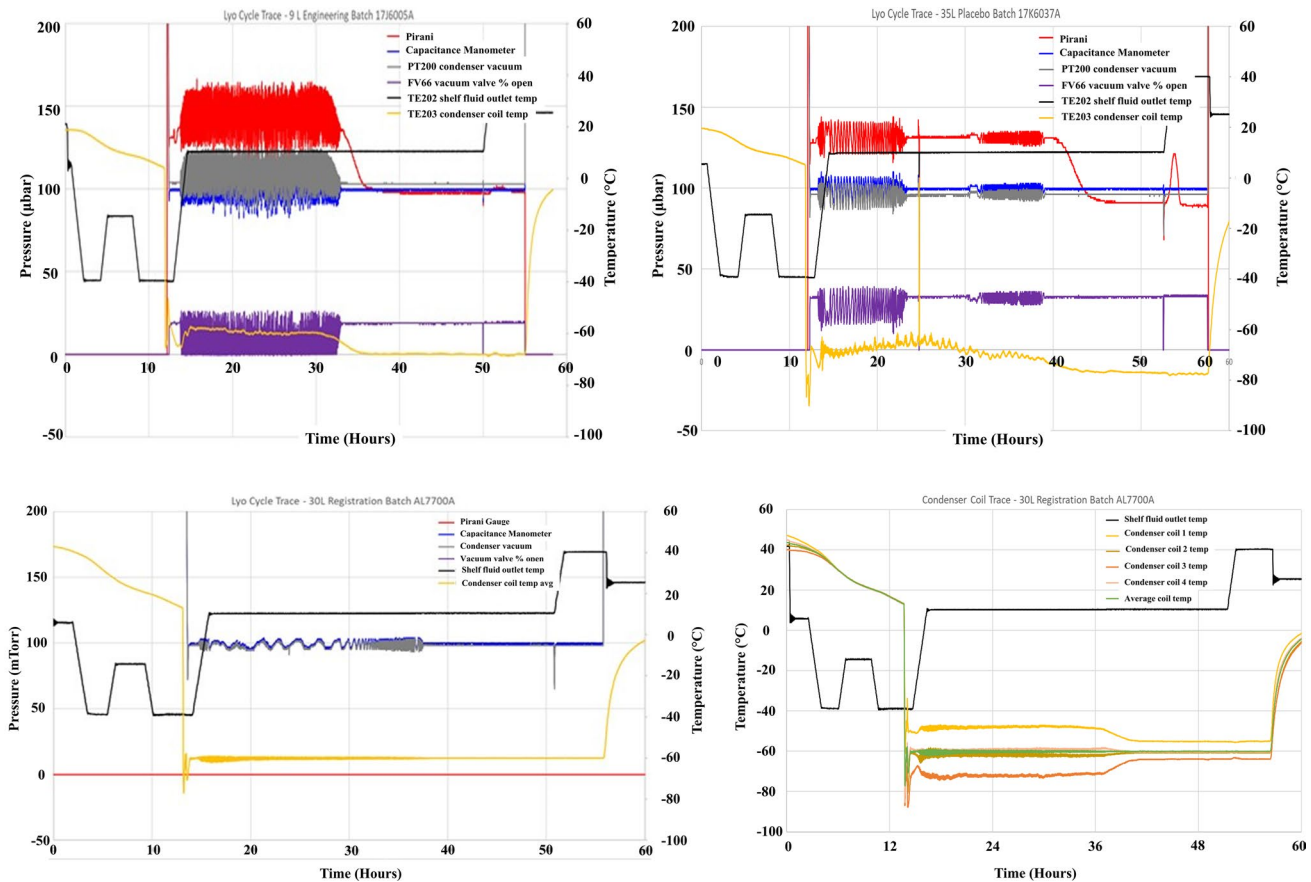 Lyo Cycle Trace - 9 L Engineering Batch 17J6005A
200
150
100
50
0
-50
60
40
20
0
-20
-40
-60
-80
-100
Pirani
Capacitance Manometer
PT200 condenser vacuum
FV66 vacuum valve % open
TE202 shelf fluid outlet temp
TE203 condenser coil temp
Pressure (µbar)
Temperature (°C)
0 10 20 30 40 50 60
Time (Hours)
Lyo Cycle Trace - 35L Placebo Batch 17K6037A
200
150
100
50
0
-50
60
40
20
0
-20
-40
-60
-80
-100
Pirani
Capacitance Manometer
PT200 condenser vacuum
FV66 vacuum valve % open
TE202 shelf fluid outlet temp
TE203 condenser coil temp
Pressure (µbar)
Temperature (°C)
0 10 20 30 40 50 60
Time (Hours)
Lyo Cycle Trace - 30L Registration Batch AL7700A
200
150
100
50
0
-50
60
40
20
0
-20
-40
-60
-80
-100
Pirani Gauge
Capacitance Manometer
Condenser vacuum
Vacuum valve % open
Shelf fluid outlet temp
Condenser coil temp avg
Pressure (mTorr)
Temperature (°C)
0 10 20 30 40 50 60
Time (Hours)
Condenser Coil Trace - 30L Registration Batch AL7700A
60
40
20
0
-20
-40
-60
-80
-100
Shelf fluid outlet temp
Condenser coil 1 temp
Condenser coil 2 temp
Condenser coil 3 temp
Condenser coil 4 temp
Average coil temp
Temperature (°C)
0 12 24 36 48 60
Time (Hours)